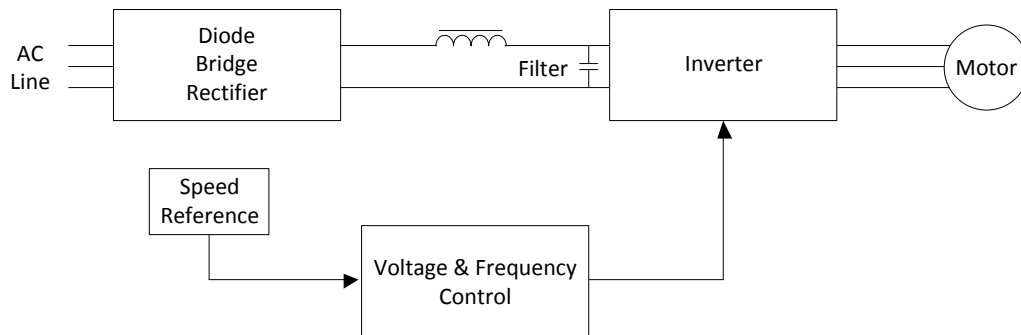 AC
Line
Diode
Bridge
Rectifier
Filter
Inverter
Motor
Speed
Reference
Voltage & Frequency
Control